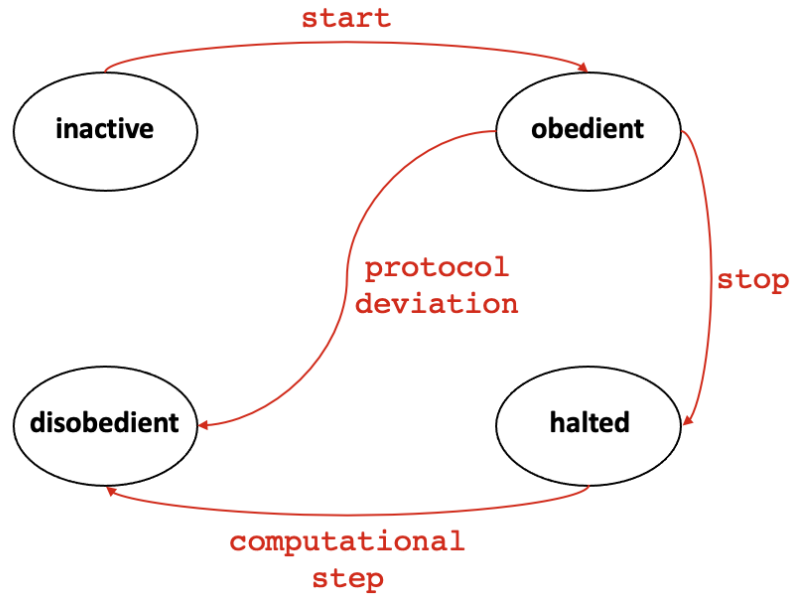 start
inactive
obedient
protocol
deviation
stop
disobedient
halted
computational
step